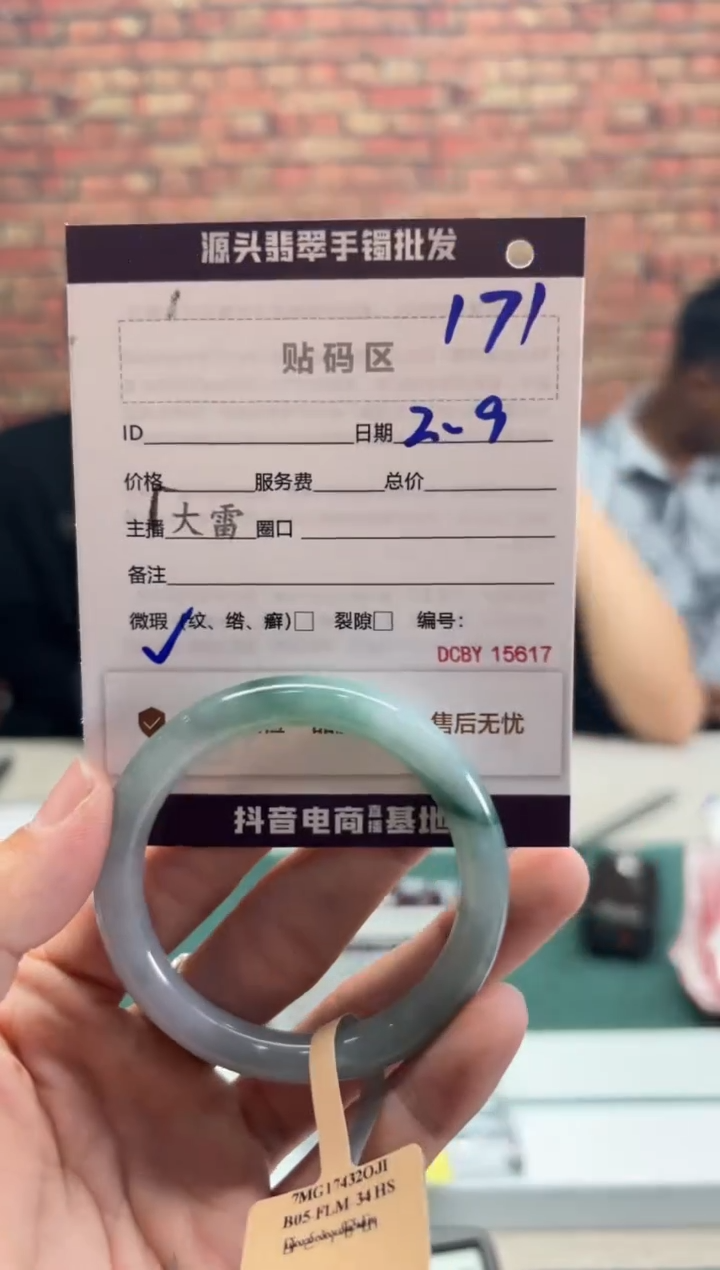 源头翡翠手镯批发
171
贴码区
ID 日期 2-9
价格 服务费 总价
主播 大雷 圈口
备注
微瑕 (纹、绺、癣)☐ 裂隙☐ 编号：
✓
DCBY 15617
售后无忧
抖音电商直播基地
7MG17432OJI
B05 FLM 34 HS